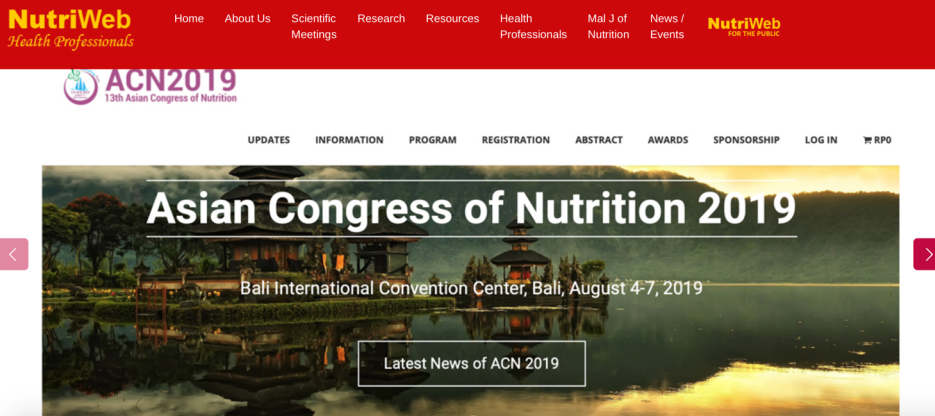 NutriWeb
Health Professionals
Home
About Us
Scientific
Meetings
Research
Resources
Health
Professionals
Mal J of
Nutrition
News /
Events
NutriWeb
FOR THE PUBLIC
ACN2019
13th Asian Congress of Nutrition
UPDATES
INFORMATION
PROGRAM
REGISTRATION
ABSTRACT
AWARDS
SPONSORSHIP
LOG IN
RP0
Asian Congress of Nutrition 2019
Bali International Convention Center, Bali, August 4-7, 2019
Latest News of ACN 2019